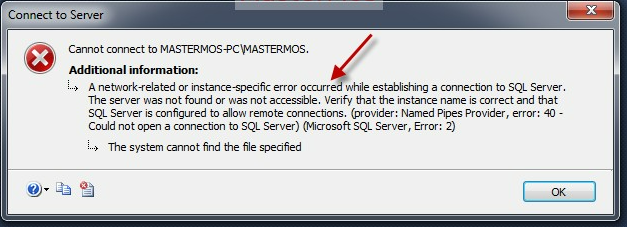 Connect to Server
Cannot connect to MASTERMOS-PC\MASTERMOS.
Additional information:
A network-related or instance-specific error occurred while establishing a connection to SQL Server.
The server was not found or was not accessible. Verify that the instance name is correct and that
SQL Server is configured to allow remote connections. (provider: Named Pipes Provider, error: 40 -
Could not open a connection to SQL Server) (Microsoft SQL Server, Error: 2)
The system cannot find the file specified
OK